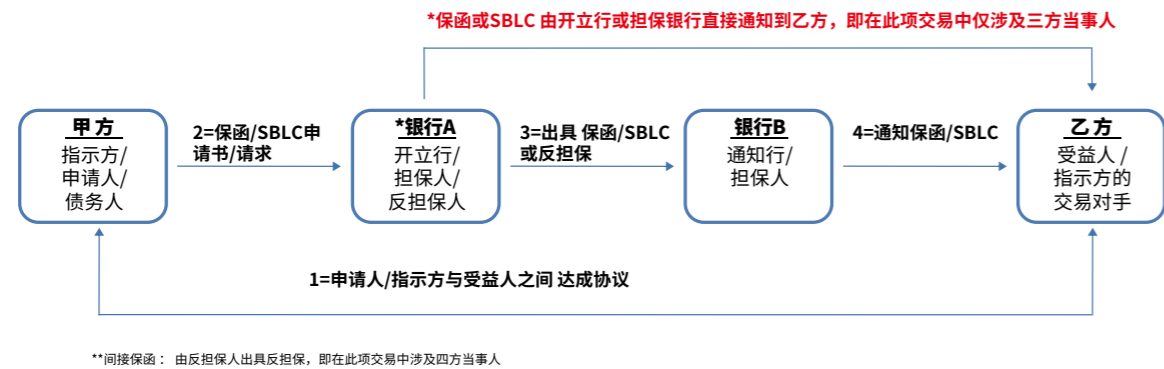 *保函或SBLC 由开立行或担保银行直接通知到乙方，即在此项交易中仅涉及三方当事人
甲方
指示方/
申请人/
债务人
2=保函/SBLC申
请书/请求
*银行A
开立行/
担保人/
反担保人
3=出具 保函/SBLC
或反担保
银行B
通知行/
担保人
4=通知保函/SBLC
乙方
受益人 /
指示方的
交易对手
1=申请人/指示方与受益人之间 达成协议
**间接保函： 由反担保人出具反担保，即在此项交易中涉及四方当事人